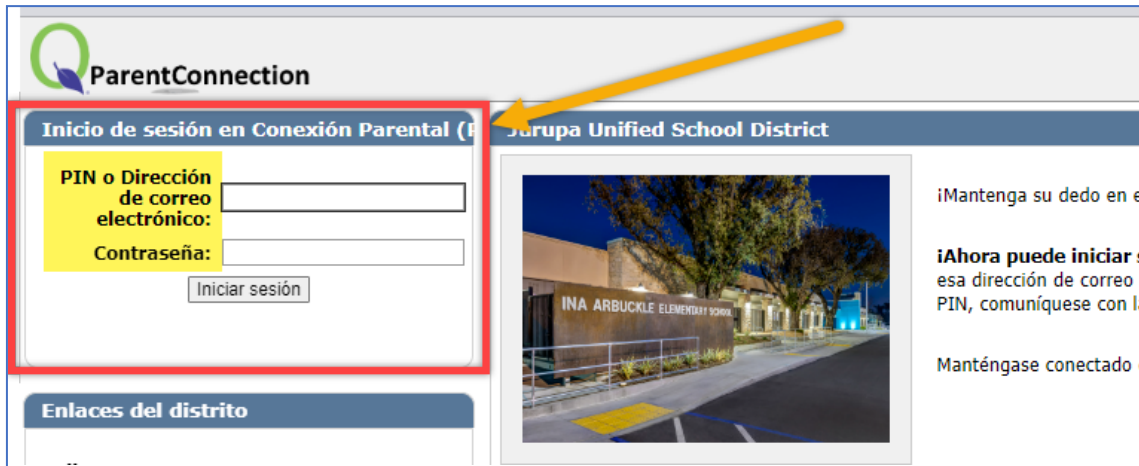 ParentConnection
Inicio de sesión en Conexión Parental (
PIN o Dirección
de correo
electrónico:
Contraseña:
Iniciar sesión
Enlaces del distrito
Jurupa Unified School District
INA ARBUCKLE ELEMENTARY SCHOOL
¡Mantenga su dedo en
¡Ahora puede iniciar
esa dirección de correo
PIN, comuníquese con
Manténgase conectado